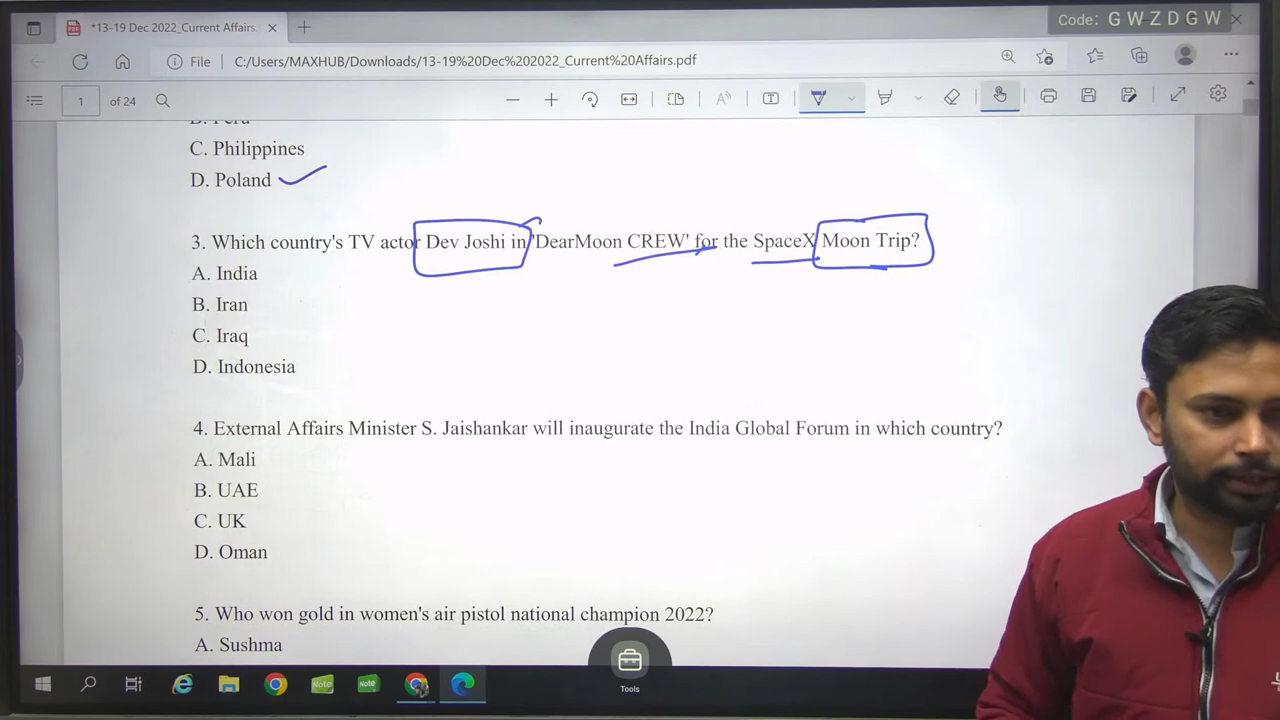 *13-19 Dec 2022_Current Affairs.
Code: G W Z D G W
File C:/Users/MAXHUB/Downloads/13-19%20Dec%202022_Current%20Affairs.pdf
1 of 24
B. Peru
C. Philippines
D. Poland
3. Which country's TV actor Dev Joshi in 'DearMoon CREW' for the SpaceX Moon Trip?
A. India
B. Iran
C. Iraq
D. Indonesia
4. External Affairs Minister S. Jaishankar will inaugurate the India Global Forum in which country?
A. Mali
B. UAE
C. UK
D. Oman
5. Who won gold in women's air pistol national champion 2022?
A. Sushma
Tools
Note
Note